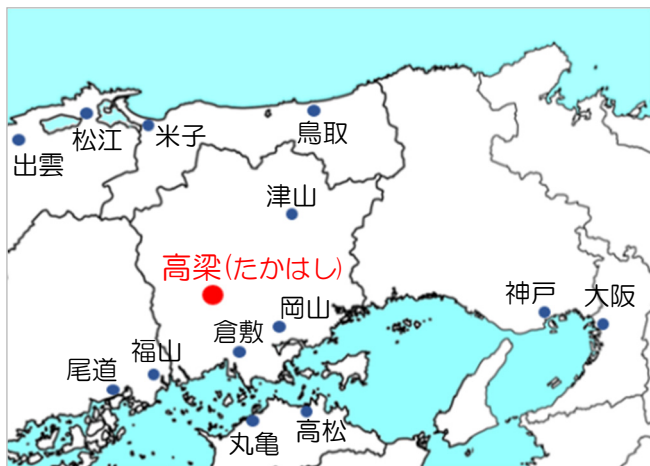 松江
米子
鳥取
出雲
津山
高梁(たかはし)
神戸
大阪
岡山
倉敷
福山
尾道
高松
丸亀